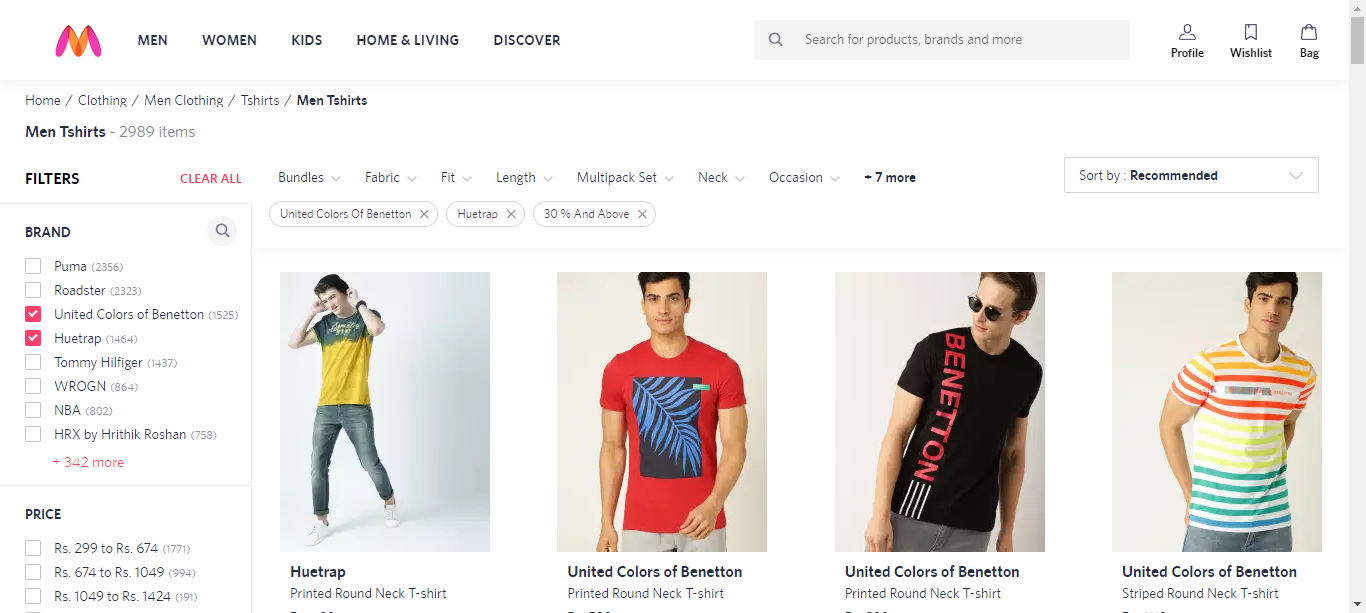 MEN WOMEN KIDS HOME & LIVING DISCOVER Search for products, brands and more Profile Wishlist Bag
Home / Clothing / Men Clothing / Tshirts / Men Tshirts
Men Tshirts - 2989 items
FILTERS CLEAR ALL
Bundles Fabric Fit Length Multipack Set Neck Occasion + 7 more Sort by : Recommended
United Colors Of Benetton Huetrap 30 % And Above
BRAND
Puma (2356)
Roadster (2323)
United Colors of Benetton (1525)
Huetrap (1464)
Tommy Hilfiger (1437)
WROGN (864)
NBA (802)
HRX by Hrithik Roshan (758)
+ 342 more
PRICE
Rs. 299 to Rs. 674 (1771)
Rs. 674 to Rs. 1049 (994)
Rs. 1049 to Rs. 1424 (191)
BENETTON
Huetrap
Printed Round Neck T-shirt
United Colors of Benetton
Printed Round Neck T-shirt
United Colors of Benetton
Printed Round Neck T-shirt
United Colors of Benetton
Striped Round Neck T-shirt